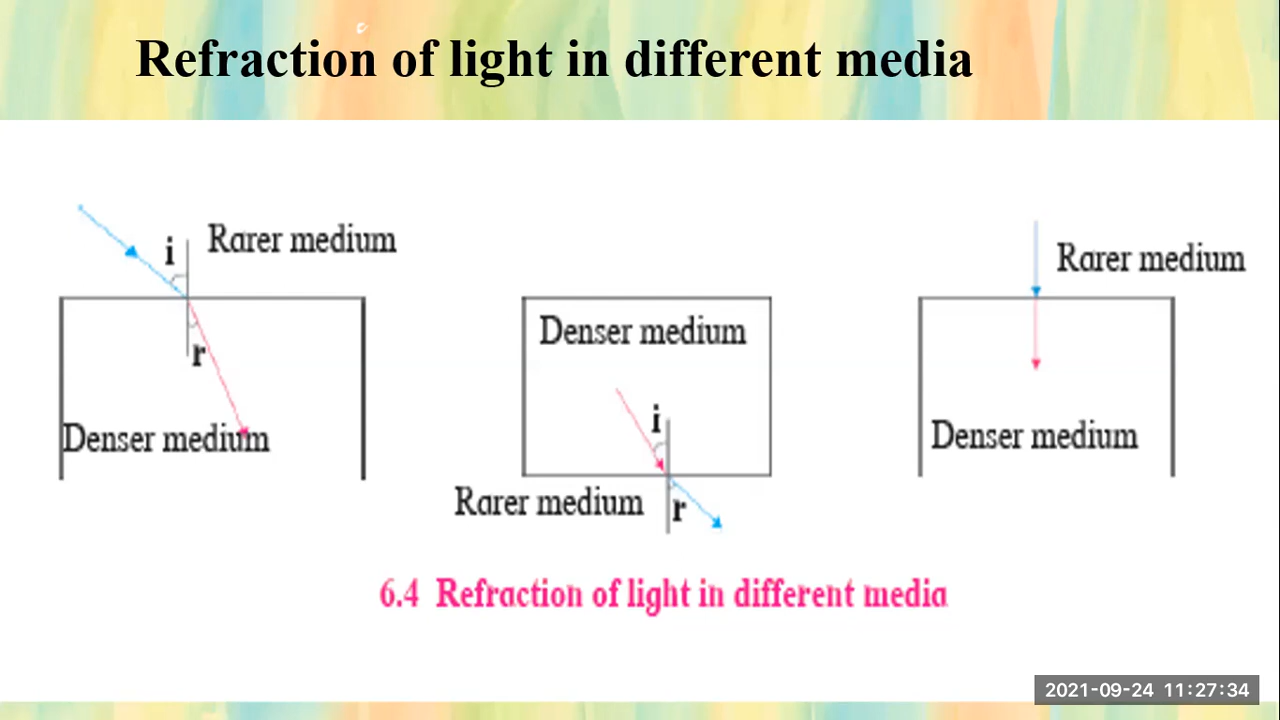 Refraction of light in different media
i
Rarer medium
r
Denser medium
Denser medium
i
Rarer medium
r
Rarer medium
Denser medium
6.4 Refraction of light in different media
2021-09-24 11:27:34